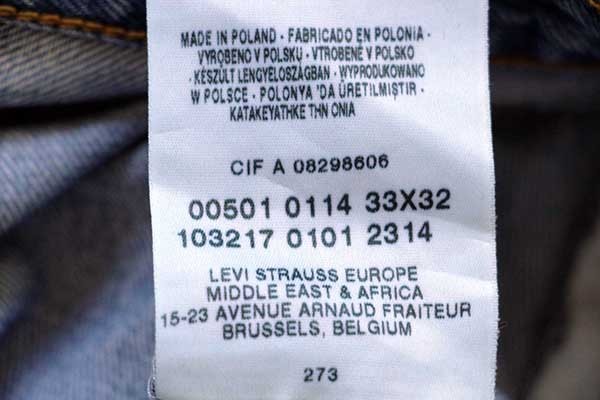 MADE IN POLAND - FABRICADO EN POLONIA -
VYROBENO V POLSKU - VTROBENÉ V POLSKO
- KÉSZÜLT LENGYELOSZÁGBAN - WYPRODUKOWANO
W POLSCE - POLONYA 'DA ÜRETILMIŞTIR -
KATAKEYATHKE THN ONIA
CIF A 08298606
00501 0114 33X32
103217 0101 2314
LEVI STRAUSS EUROPE
MIDDLE EAST & AFRICA
15-23 AVENUE ARNAUD FRAITEUR
BRUSSELS, BELGIUM
273